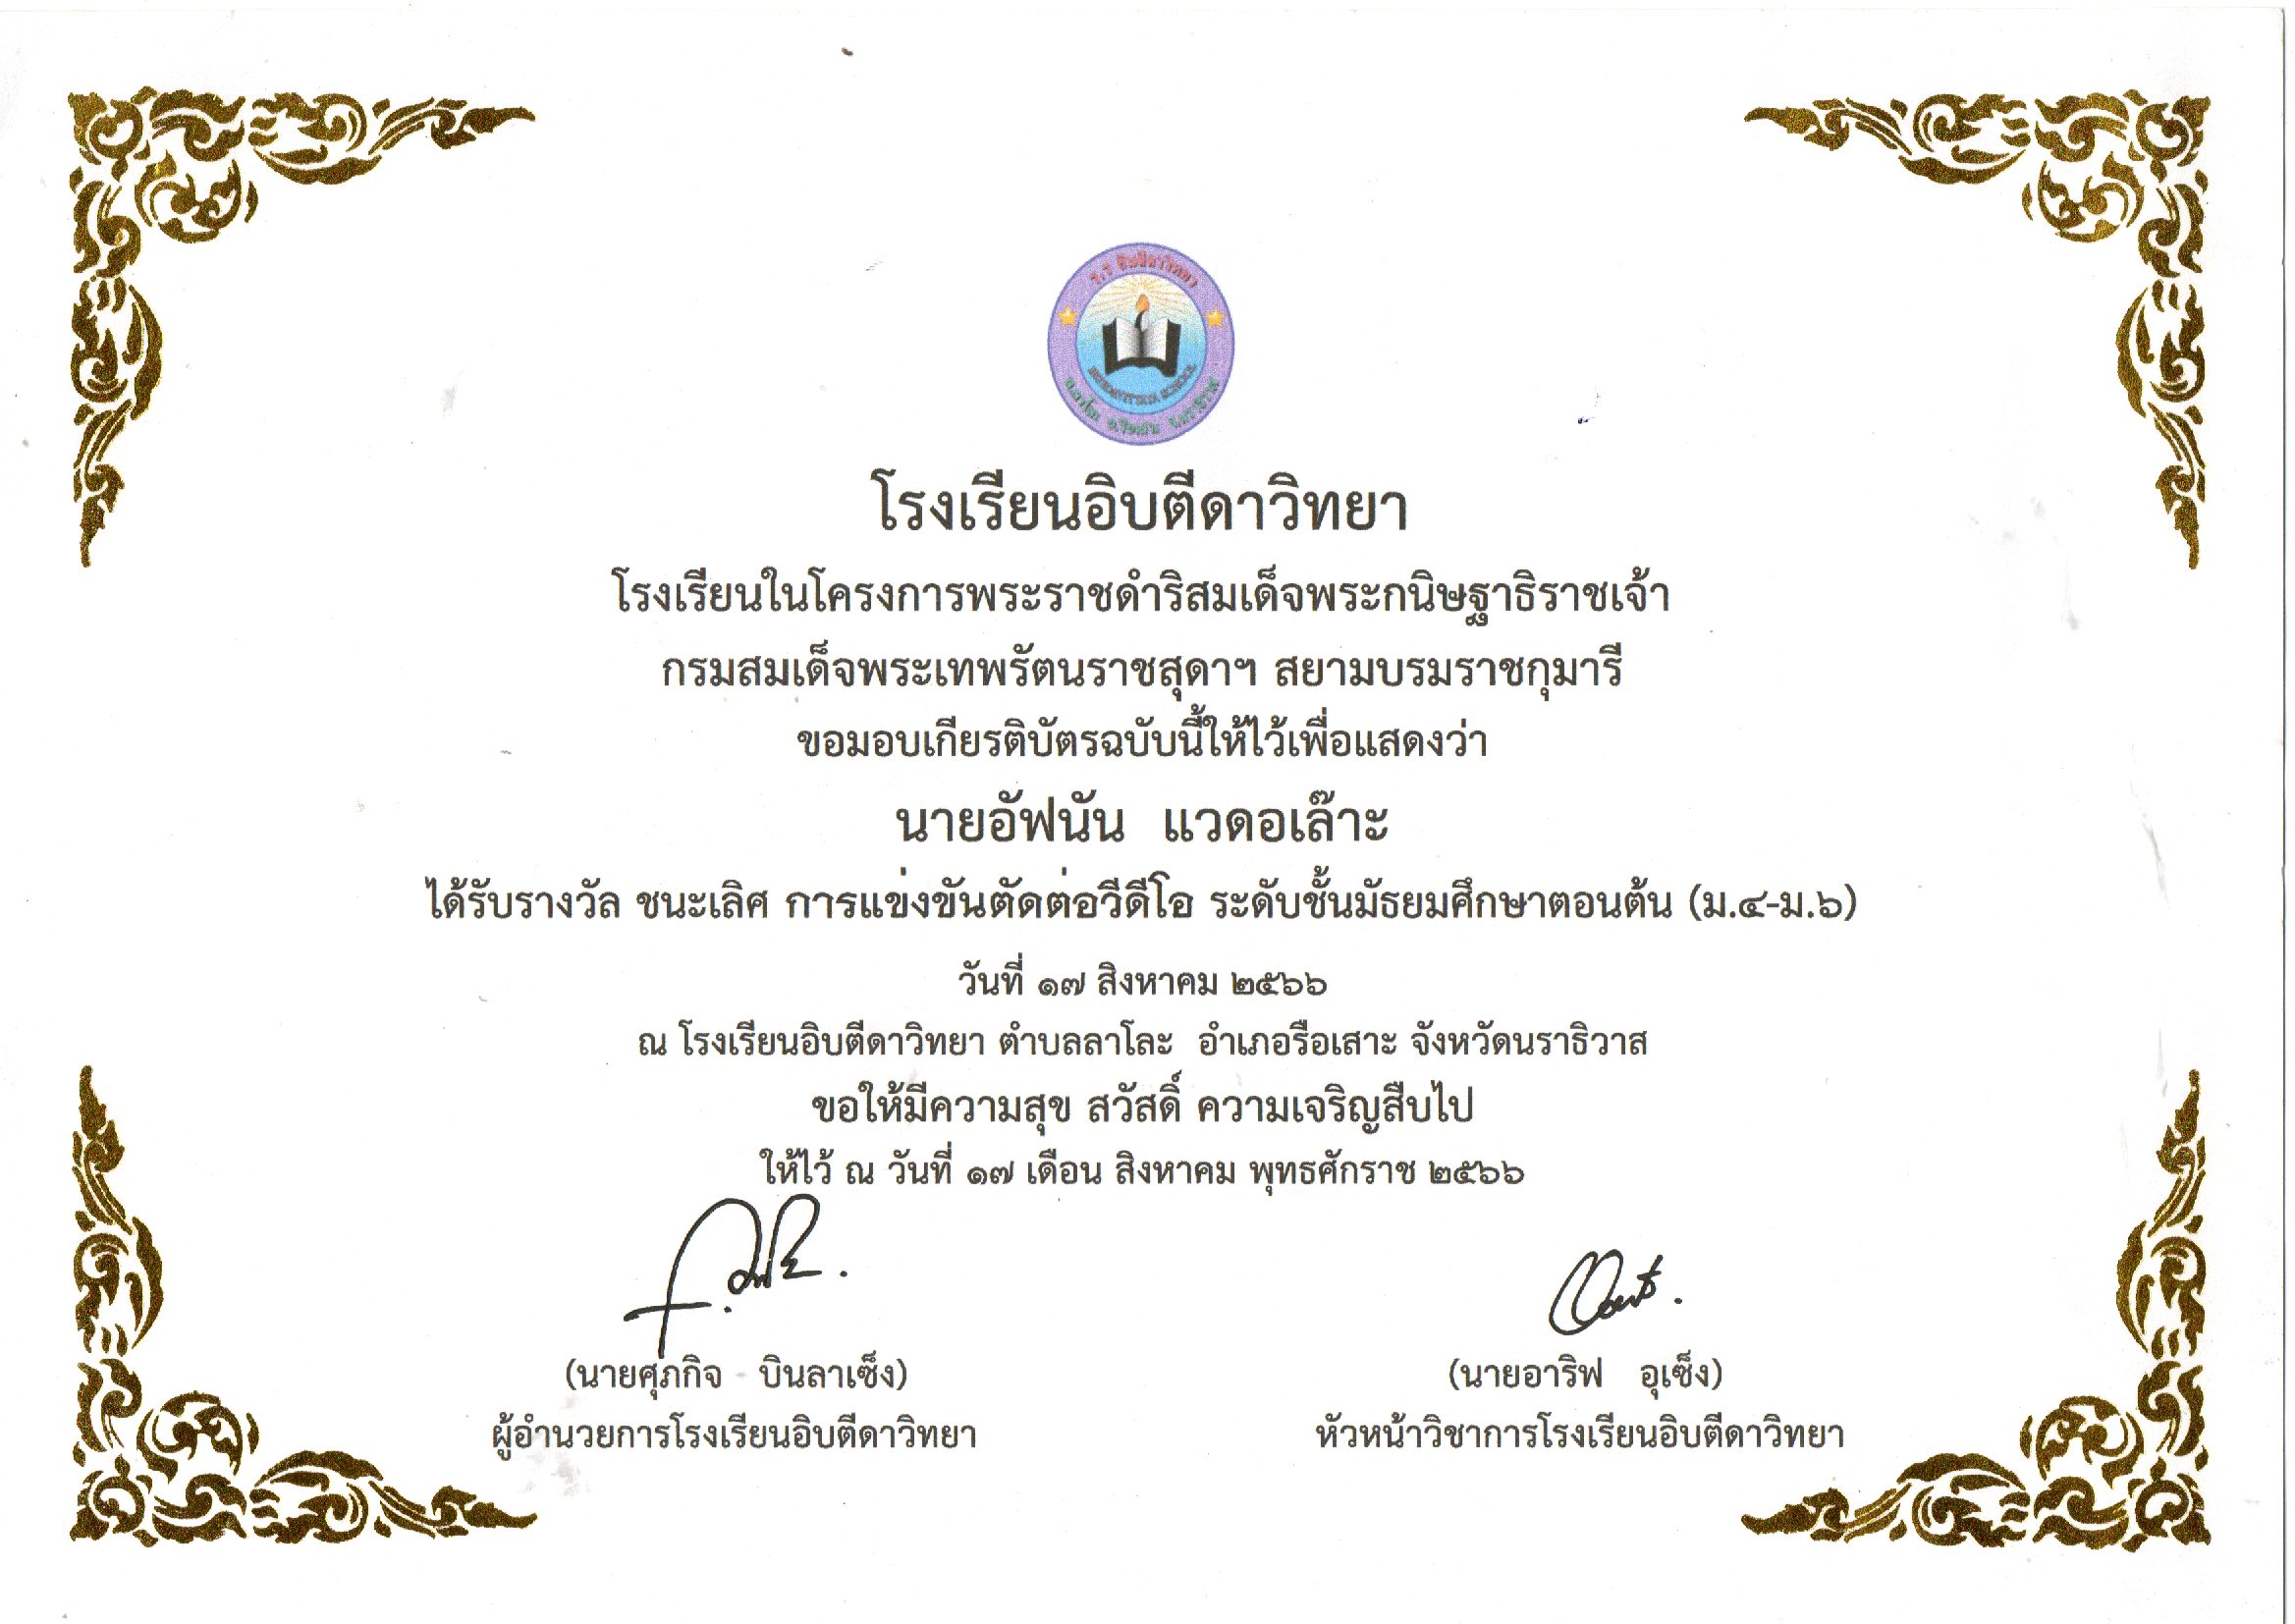 โรงเรียนอิบตีดาวิทยา
โรงเรียนในโครงการพระราชดำริสมเด็จพระกนิษฐาธิราชเจ้า
กรมสมเด็จพระเทพรัตนราชสุดาฯ สยามบรมราชกุมารี
ขอมอบเกียรติบัตรฉบับนี้ให้ไว้เพื่อแสดงว่า
นายอัฟนัน แวดอเล๊าะ
ได้รับรางวัล ชนะเลิศ การแข่งขันตัดต่อวีดีโอ ระดับชั้นมัธยมศึกษาตอนต้น (ม.๔-ม.๖)
วันที่ ๑๗ สิงหาคม ๒๕๖๖
ณ โรงเรียนอิบตีดาวิทยา ตำบลลาโละ อำเภอรือเสาะ จังหวัดนราธิวาส
ขอให้มีความสุข สวัสดิ์ ความเจริญสืบไป
ให้ไว้ ณ วันที่ ๑๗ เดือน สิงหาคม พุทธศักราช ๒๕๖๖
(นายศุภกิจ บินลาเซ็ง) (นายอาริฟ อุเซ็ง)
ผู้อำนวยการโรงเรียนอิบตีดาวิทยา หัวหน้าวิชาการโรงเรียนอิบตีดาวิทยา